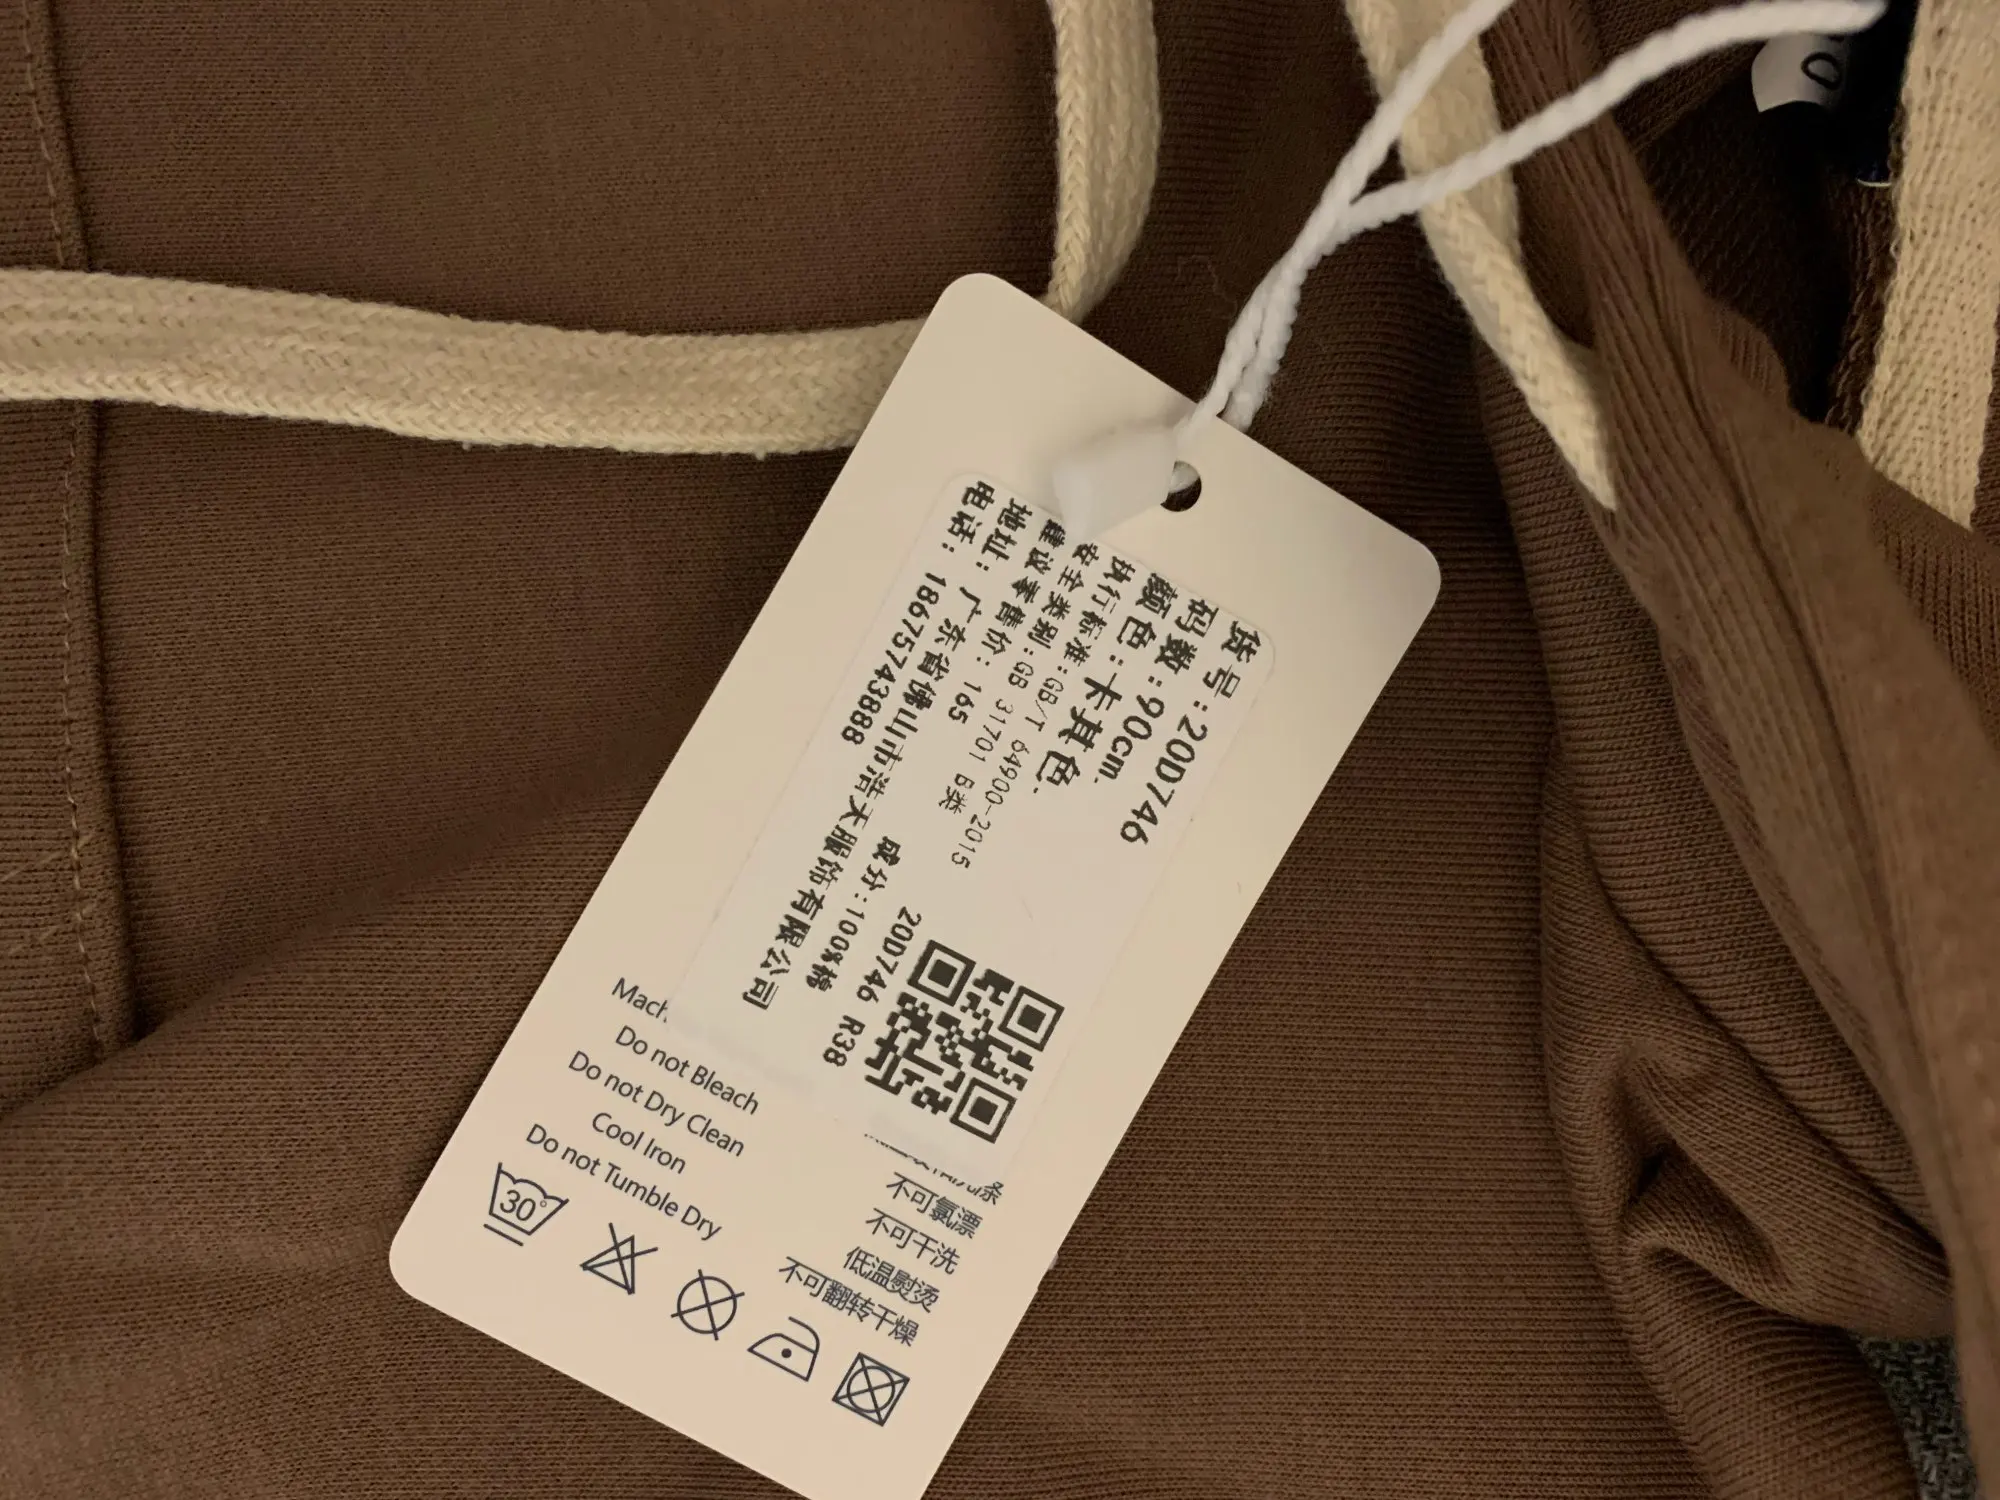 货号:20D746
码数:90cm.
颜色:卡其色.
执行标准:GB/T 64900-2015
安全类别:GB 31701 B类
建议零售价:165
地址:广东省佛山市浩天服饰有限公司
电话:18675743888
成分:100%棉
20D746 R38
Mach
Do not Bleach
Do not Dry Clean
Cool Iron
Do not Tumble Dry
不可氯漂
不可干洗
低温熨烫
不可翻转干燥
30°